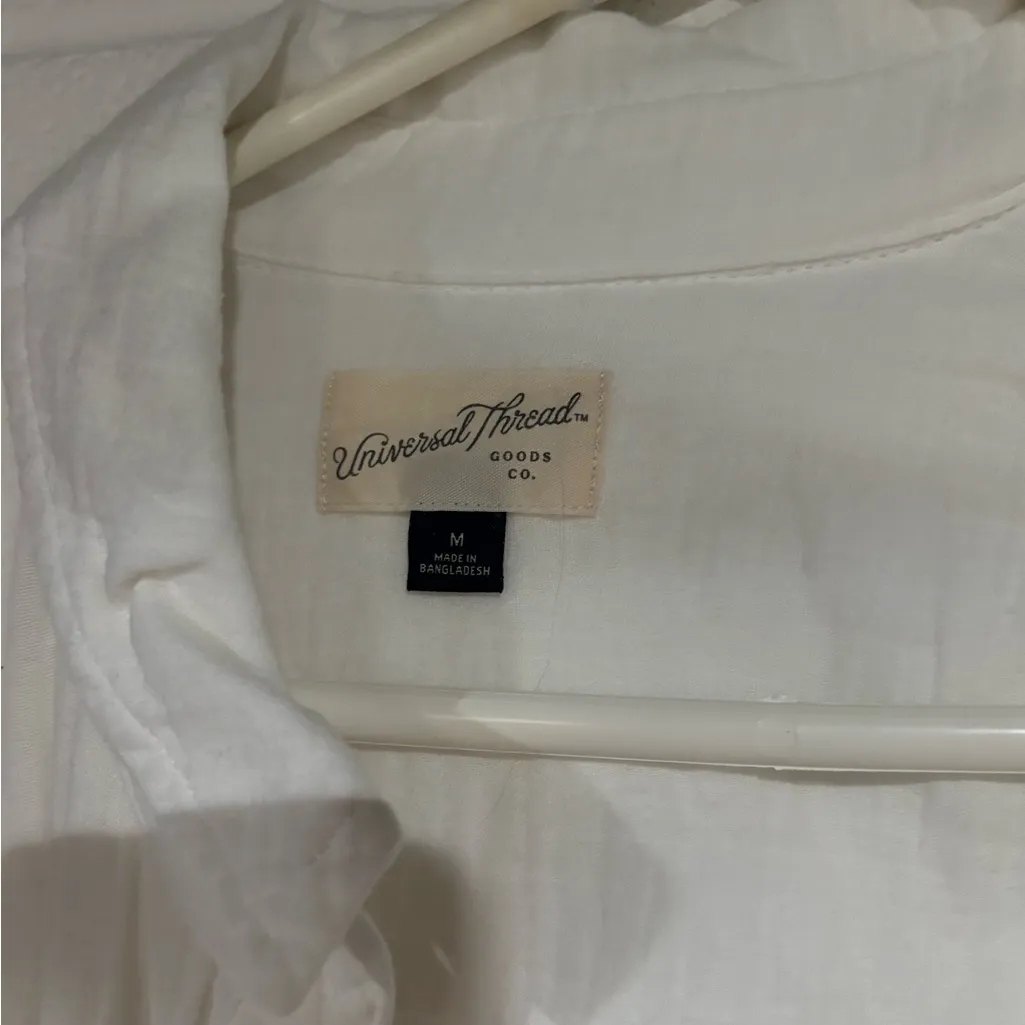 Universal Thread™
GOODS
CO.
M
MADE IN
BANGLADESH